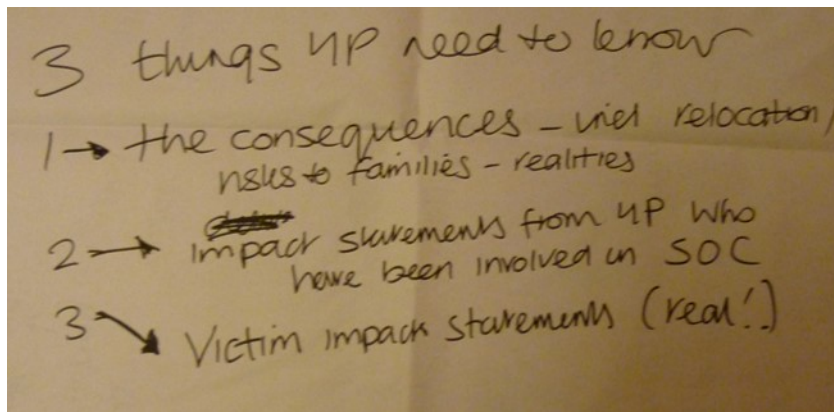 3 things YP need to know
1 → the consequences - incl relocation /
risks to families - realities
2 → impact statements from YP who
have been involved in SOC
3 → Victim impact statements (real!)